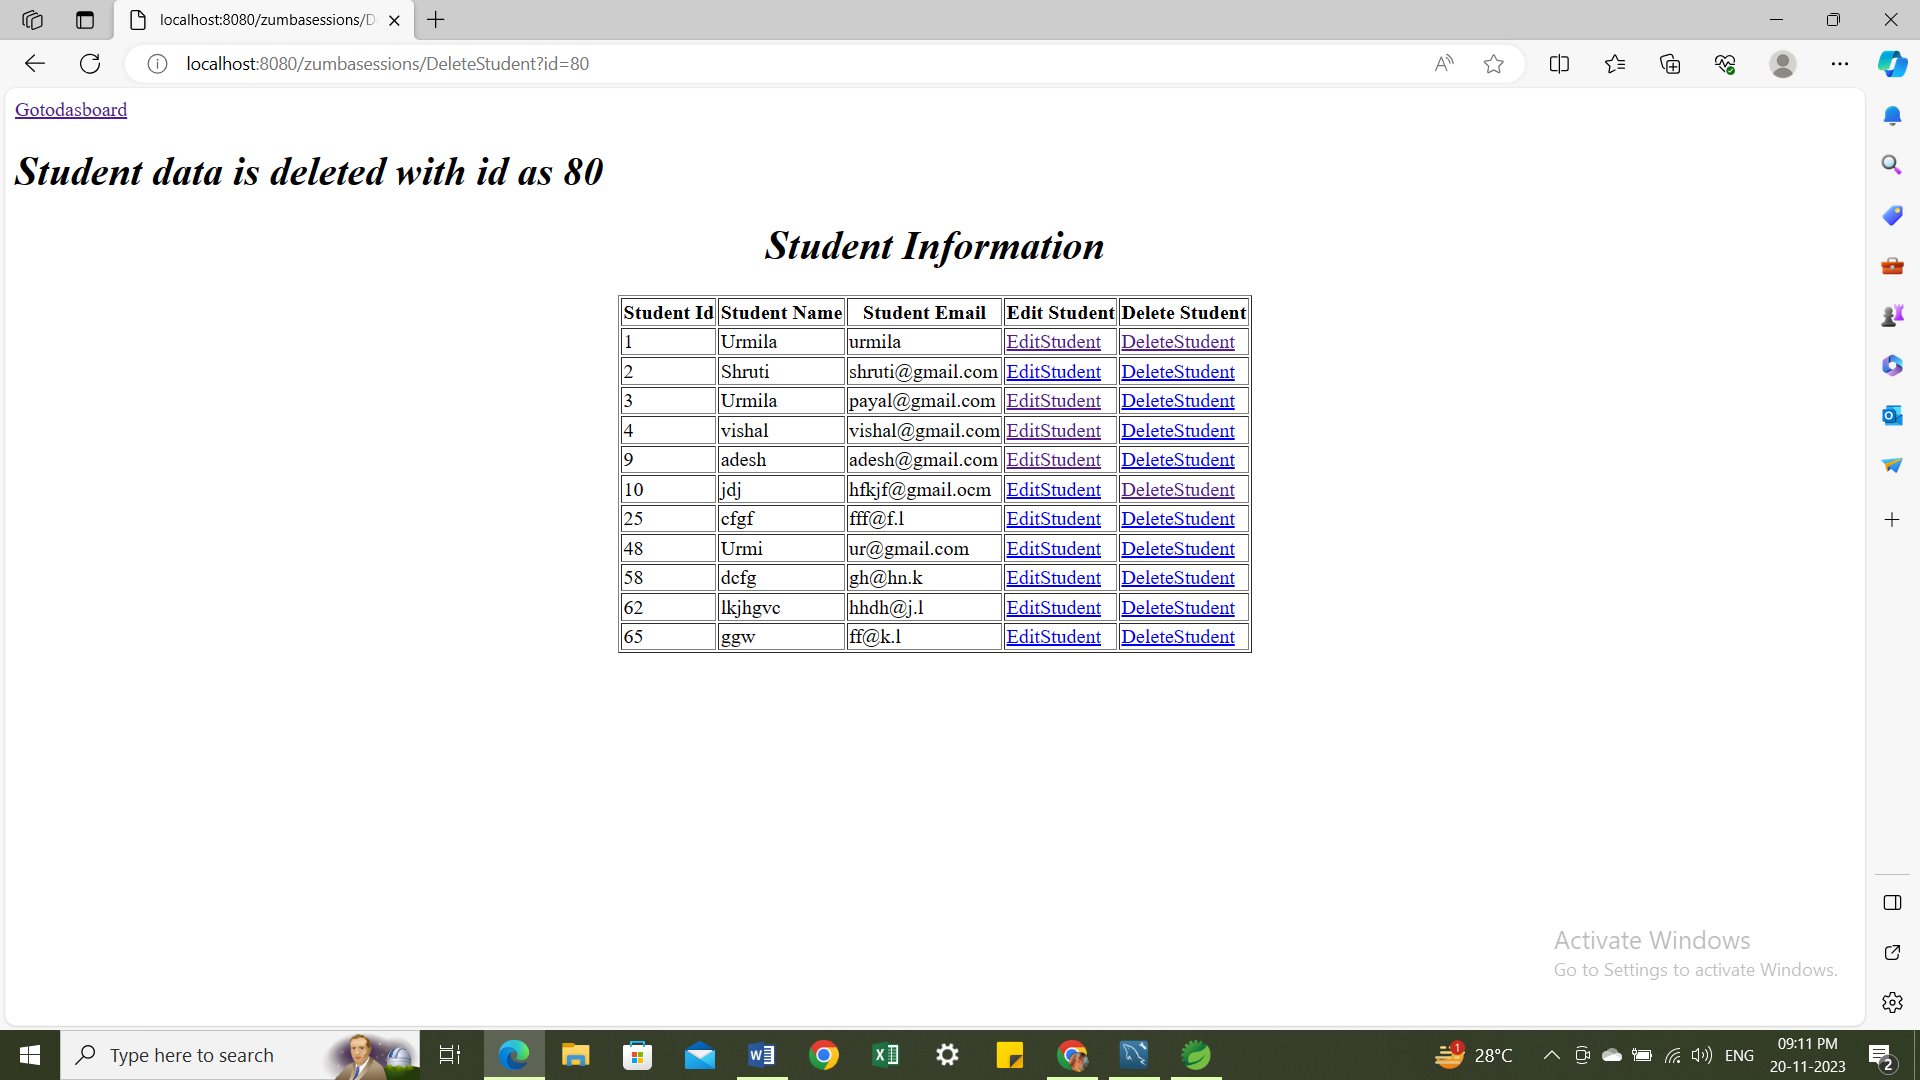 localhost:8080/zumbasessions/D
localhost:8080/zumbasessions/DeleteStudent?id=80
Gotodasboard
Student data is deleted with id as 80
Student Information
Student Id Student Name Student Email Edit Student Delete Student
1 Urmila urmila EditStudent DeleteStudent
2 Shruti shruti@gmail.com EditStudent DeleteStudent
3 Urmila payal@gmail.com EditStudent DeleteStudent
4 vishal vishal@gmail.com EditStudent DeleteStudent
9 adesh adesh@gmail.com EditStudent DeleteStudent
10 jdj hfkjf@gmail.ocm EditStudent DeleteStudent
25 cfgf fff@f.l EditStudent DeleteStudent
48 Urmi ur@gmail.com EditStudent DeleteStudent
58 dcfg gh@hn.k EditStudent DeleteStudent
62 lkjhgvc hhdh@j.l EditStudent DeleteStudent
65 ggw ff@k.l EditStudent DeleteStudent
Activate Windows
Go to Settings to activate Windows.
Type here to search
1
28°C
ENG
09:11 PM
20-11-2023
2